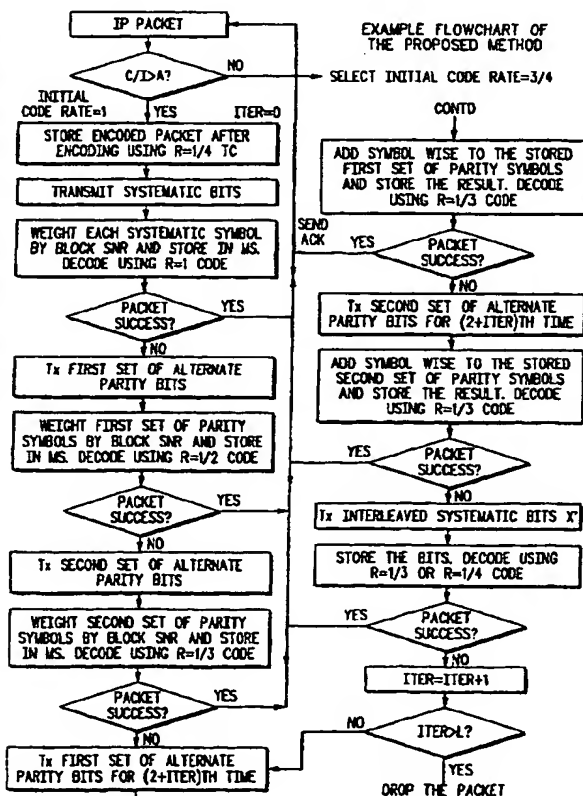 IP PACKET
C/I>A?
NO
INITIAL
CODE RATE=1
YES
ITER=0
STORE ENCODED PACKET AFTER
ENCODING USING R=1/4 TC
TRANSMIT SYSTEMATIC BITS
WEIGHT EACH SYSTEMATIC SYMBOL
BY BLOCK SNR AND STORE IN MS.
DECODE USING R=1 CODE
PACKET
SUCCESS?
YES
NO
Tx FIRST SET OF ALTERNATE
PARITY BITS
WEIGHT FIRST SET OF PARITY
SYMBOLS BY BLOCK SNR AND STORE
IN MS. DECODE USING R=1/2 CODE
PACKET
SUCCESS?
YES
NO
Tx SECOND SET OF ALTERNATE
PARITY BITS
WEIGHT SECOND SET OF PARITY
SYMBOLS BY BLOCK SNR AND STORE
IN MS. DECODE USING R=1/3 CODE
PACKET
SUCCESS?
YES
NO
Tx FIRST SET OF ALTERNATE
PARITY BITS FOR (2+ITER)TH TIME
EXAMPLE FLOWCHART OF
THE PROPOSED METHOD
SELECT INITIAL CODE RATE=3/4
CONTD
ADD SYMBOL WISE TO THE STORED
FIRST SET OF PARITY SYMBOLS
AND STORE THE RESULT. DECODE
USING R=1/3 CODE
SEND
ACK
YES
PACKET
SUCCESS?
NO
Tx SECOND SET OF ALTERNATE
PARITY BITS FOR (2+ITER)TH TIME
ADD SYMBOL WISE TO THE STORED
SECOND SET OF PARITY SYMBOLS
AND STORE THE RESULT. DECODE
USING R=1/3 CODE
YES
PACKET
SUCCESS?
NO
Tx INTERLEAVED SYSTEMATIC BITS X'
STORE THE BITS. DECODE USING
R=1/3 OR R=1/4 CODE
YES
PACKET
SUCCESS?
NO
ITER=ITER+1
NO
ITER>L?
YES
DROP THE PACKET